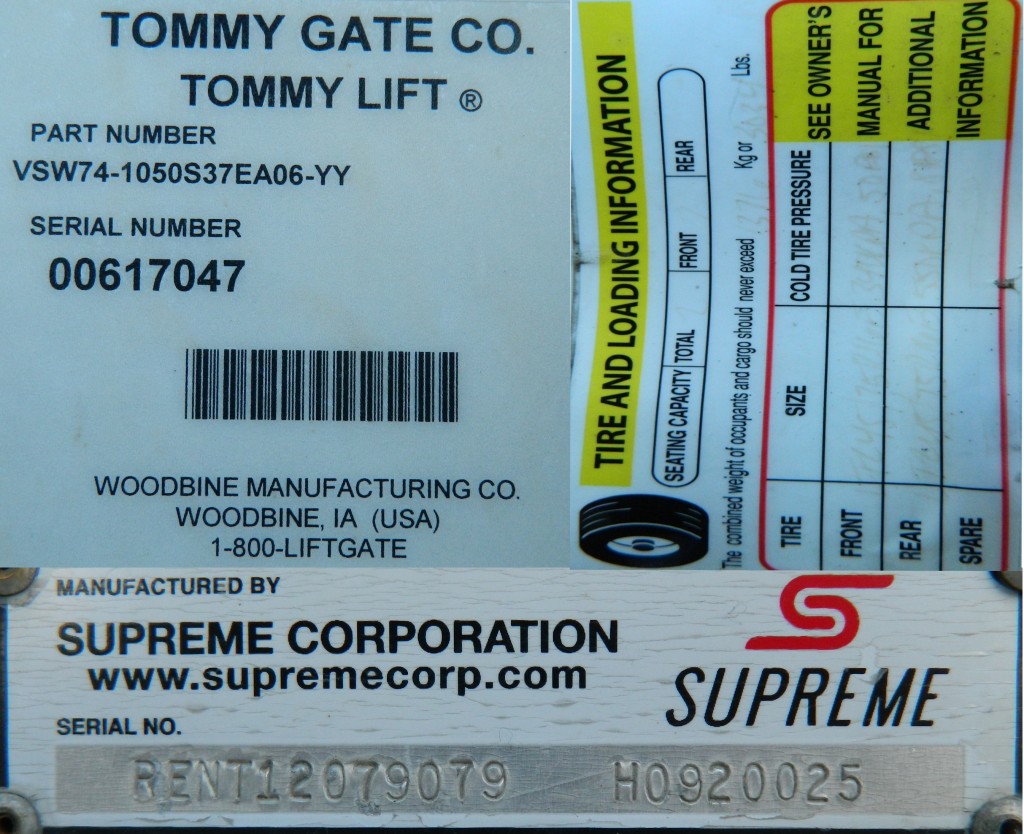 TOMMY GATE CO.
TOMMY LIFT ®
PART NUMBER
VSW74-1050S37EA06-YY
SERIAL NUMBER
00617047
WOODBINE MANUFACTURING CO.
WOODBINE, IA (USA)
1-800-LIFTGATE
TIRE AND LOADING INFORMATION
SEATING CAPACITY TOTAL FRONT REAR
The combined weight of occupants and cargo should never exceed Kg or Lbs.
TIRE SIZE COLD TIRE PRESSURE SEE OWNER'S
FRONT MANUAL FOR
REAR ADDITIONAL
SPARE INFORMATION
MANUFACTURED BY
SUPREME CORPORATION
www.supremecorp.com
SUPREME
SERIAL NO.
RENT12079079 H0920025